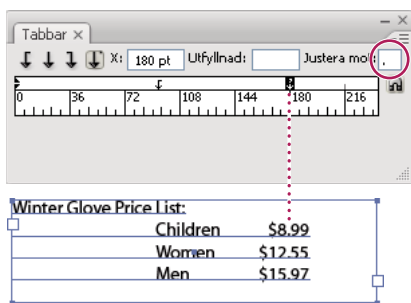 Tabbar ×
X: 180 pt Utfyllnad: Justera mot: .
0 36 72 108 144 180 216
Winter Glove Price List:
Children $8.99
Women $12.55
Men $15.97